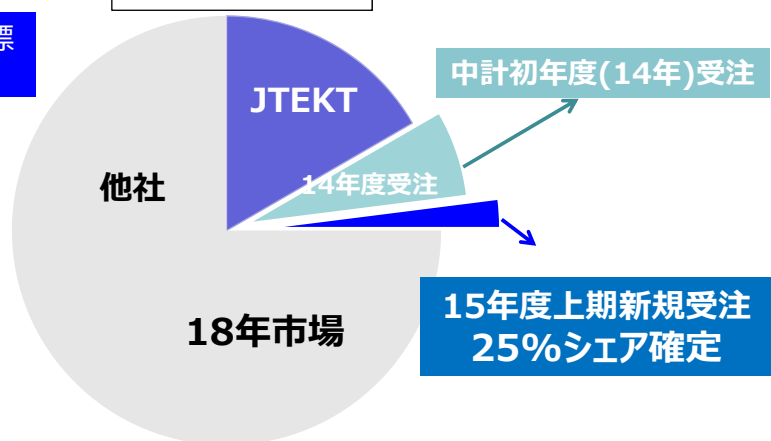 標
JTEKT
中計初年度(14年)受注
他社
14年度受注
18年市場
15年度上期新規受注
25%シェア確定